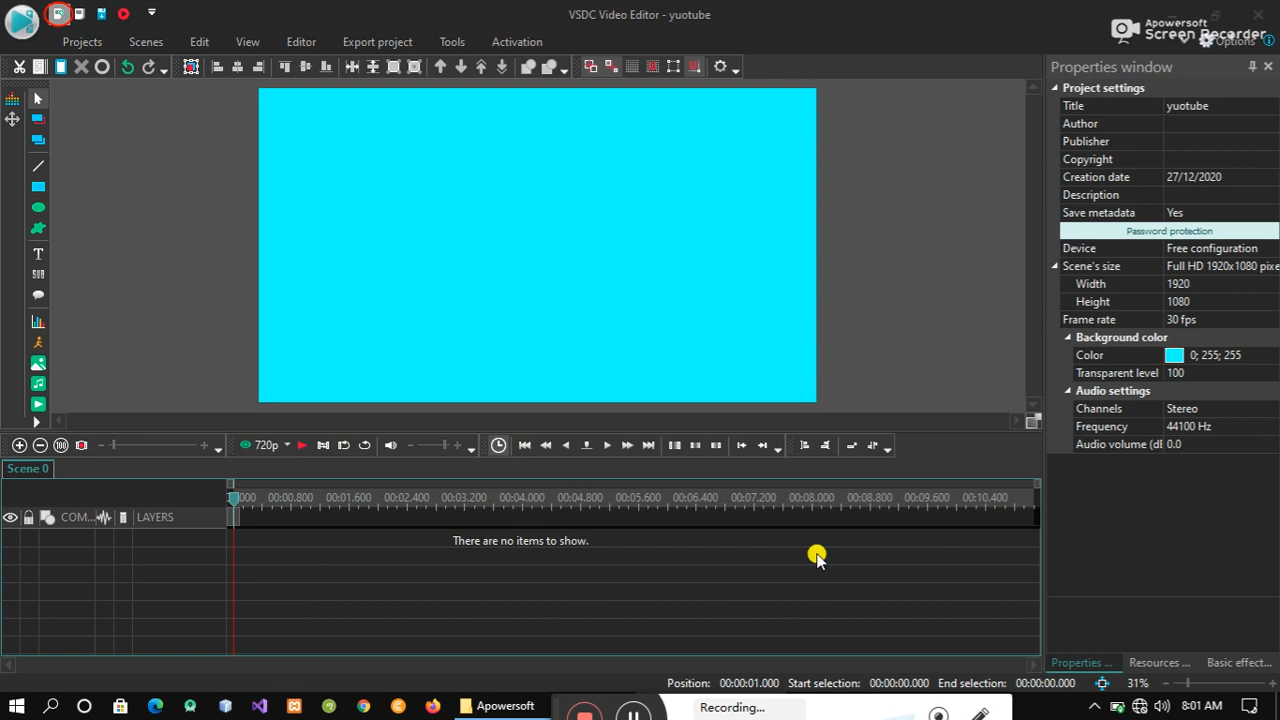 VSDC Video Editor - yuotube
Apowersoft
Screen Recorder
Options
Projects
Scenes
Edit
View
Editor
Export project
Tools
Activation
Properties window
Project settings
Title yuotube
Author
Publisher
Copyright
Creation date 27/12/2020
Description
Save metadata Yes
Password protection
Device Free configuration
Scene's size Full HD 1920x1080 pixe
Width 1920
Height 1080
Frame rate 30 fps
Background color
Color 0; 255; 255
Transparent level 100
Audio settings
Channels Stereo
Frequency 44100 Hz
Audio volume (dB 0.0
T
SUB
720p
Scene 0
:000 00:00.800 00:01.600 00:02.400 00:03.200 00:04.000 00:04.800 00:05.600 00:06.400 00:07.200 00:08.000 00:08.800 00:09.600 00:10.400
COM...
LAYERS
There are no items to show.
Properties ...
Resources ...
Basic effect...
Position: 00:00:01.000 Start selection: 00:00:00.000 End selection: 00:00:00.000 31%
Apowersoft
Recording...
8:01 AM